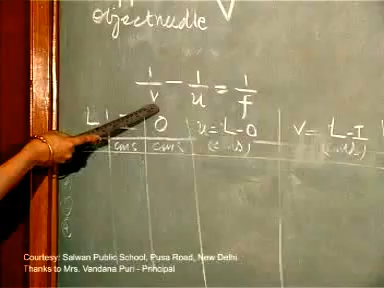 objectneedle
1/v - 1/u = 1/f
L O u = L-O v = L-I
cms cms (cms) (cms)
Courtesy: Salwan Public School, Pusa Road, New Delhi
Thanks to Mrs. Vandana Puri - Principal